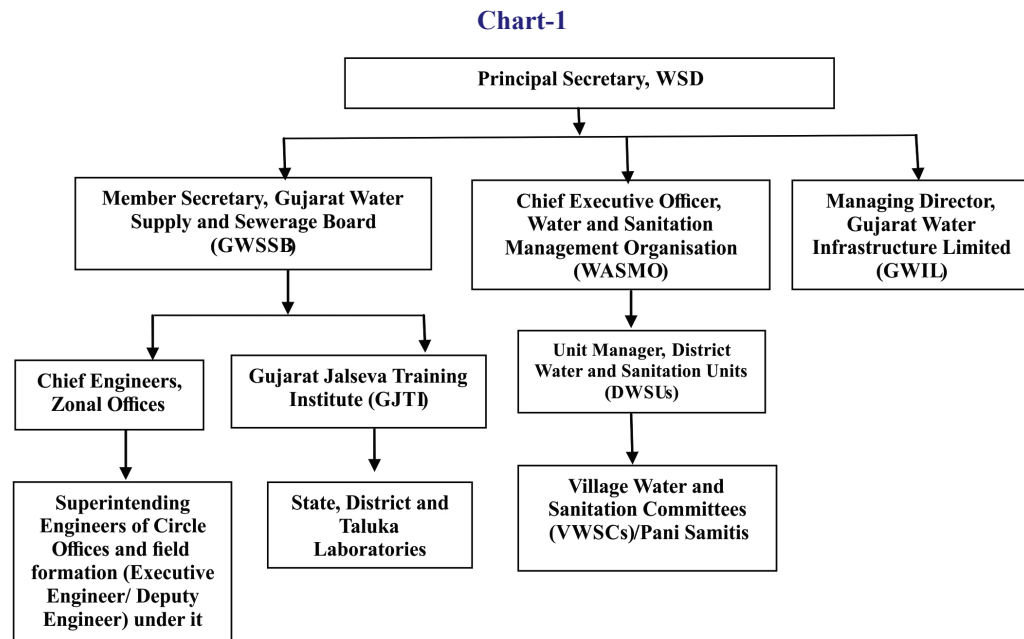 Chart-1
Principal Secretary, WSD
Member Secretary, Gujarat Water
Supply and Sewerage Board
(GWSSB)
Chief Executive Officer,
Water and Sanitation
Management Organisation
(WASMO)
Managing Director,
Gujarat Water
Infrastructure Limited
(GWIL)
Chief Engineers,
Zonal Offices
Gujarat Jalseva Training
Institute (GJTI)
Unit Manager, District
Water and Sanitation Units
(DWSUs)
Superintending
Engineers of Circle
Offices and field
formation (Executive
Engineer/ Deputy
Engineer) under it
State, District and
Taluka
Laboratories
Village Water and
Sanitation Committees
(VWSCs)/Pani Samitis